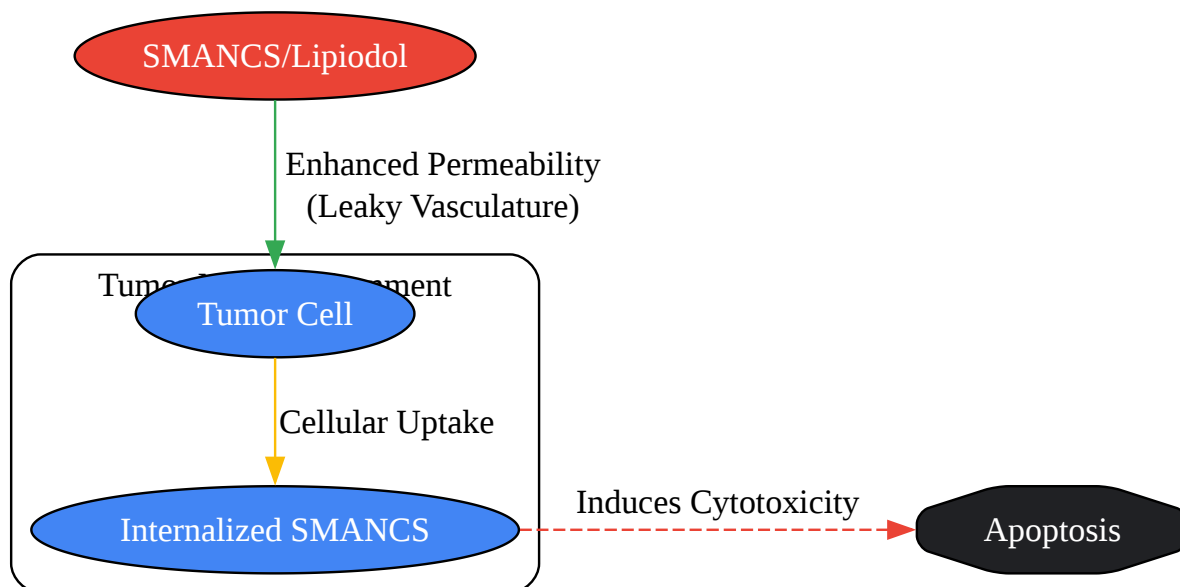 SMANCS/Lipiodol
Enhanced Permeability
(Leaky Vasculature)
Tumor Cell
Cellular Uptake
Internalized SMANCS
Induces Cytotoxicity
Apoptosis